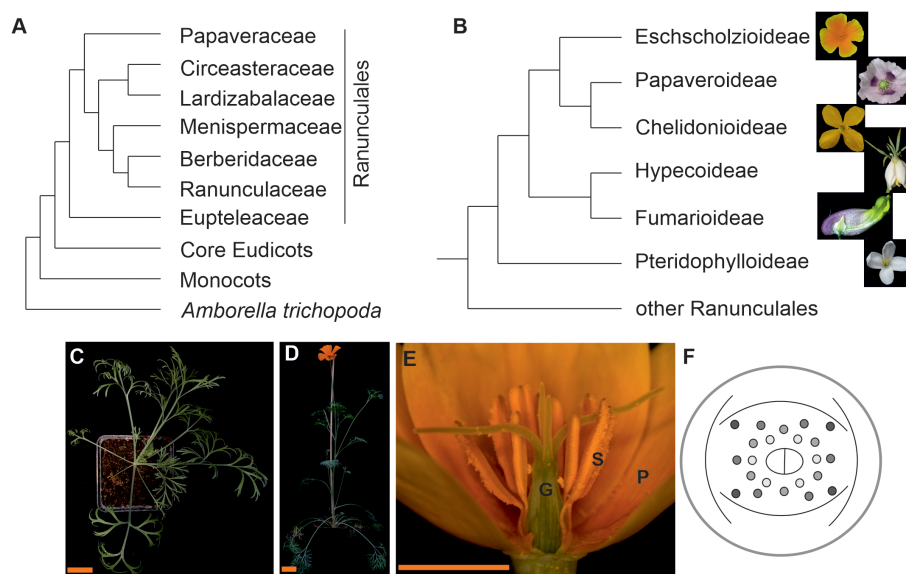 A
Papaveraceae
Circeasteraceae
Lardizabalaceae
Menispermaceae
Berberidaceae
Ranunculaceae
Eupteleaceae
Ranunculales
Core Eudicots
Monocots
Amborella trichopoda
B
Eschscholzioideae
Papaveroideae
Chelidonioideae
Hypecoideae
Fumarioideae
Pteridophylloideae
other Ranunculales
C
D
E
G
S
P
F